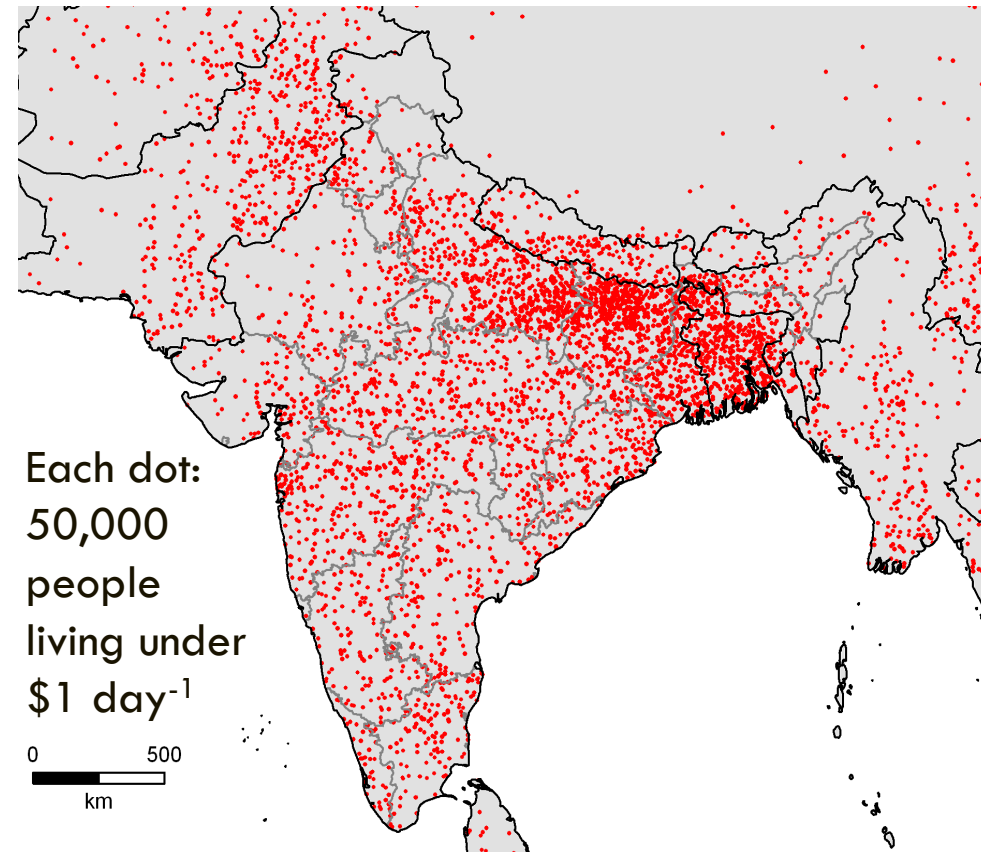 Each dot:
50,000
people
living under
$1 day⁻¹
0 500
km